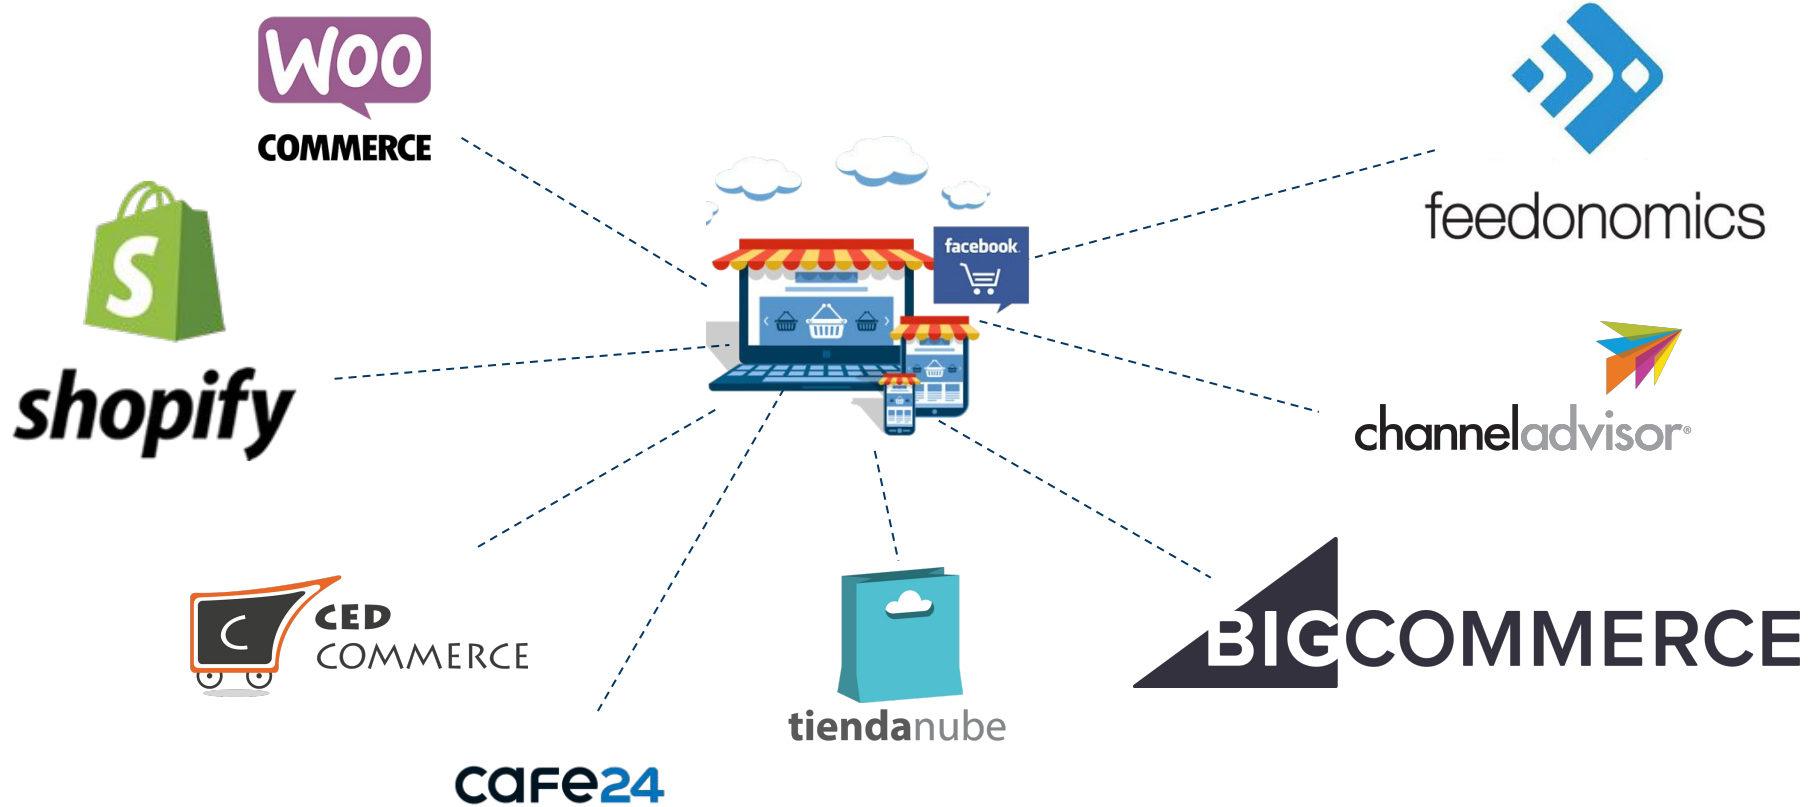 WOO
COMMERCE
feedonomics
S
shopify
facebook.
channeladvisor®
C
CED
COMMERCE
BIGCOMMERCE
tiendanube
cafe24